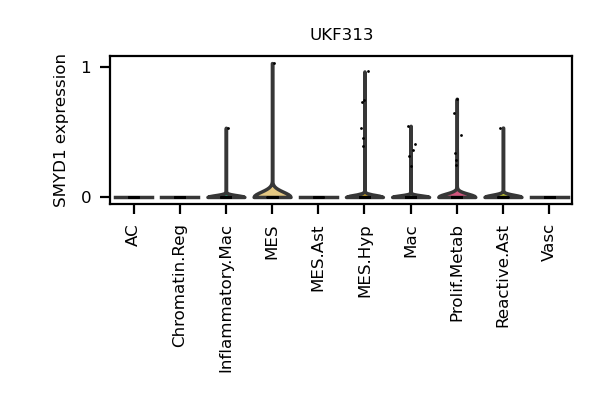 UKF313
SMYD1 expression
1
0
AC
Chromatin.Reg
Inflammatory.Mac
MES
MES.Ast
MES.Hyp
Mac
Prolif.Metab
Reactive.Ast
Vasc